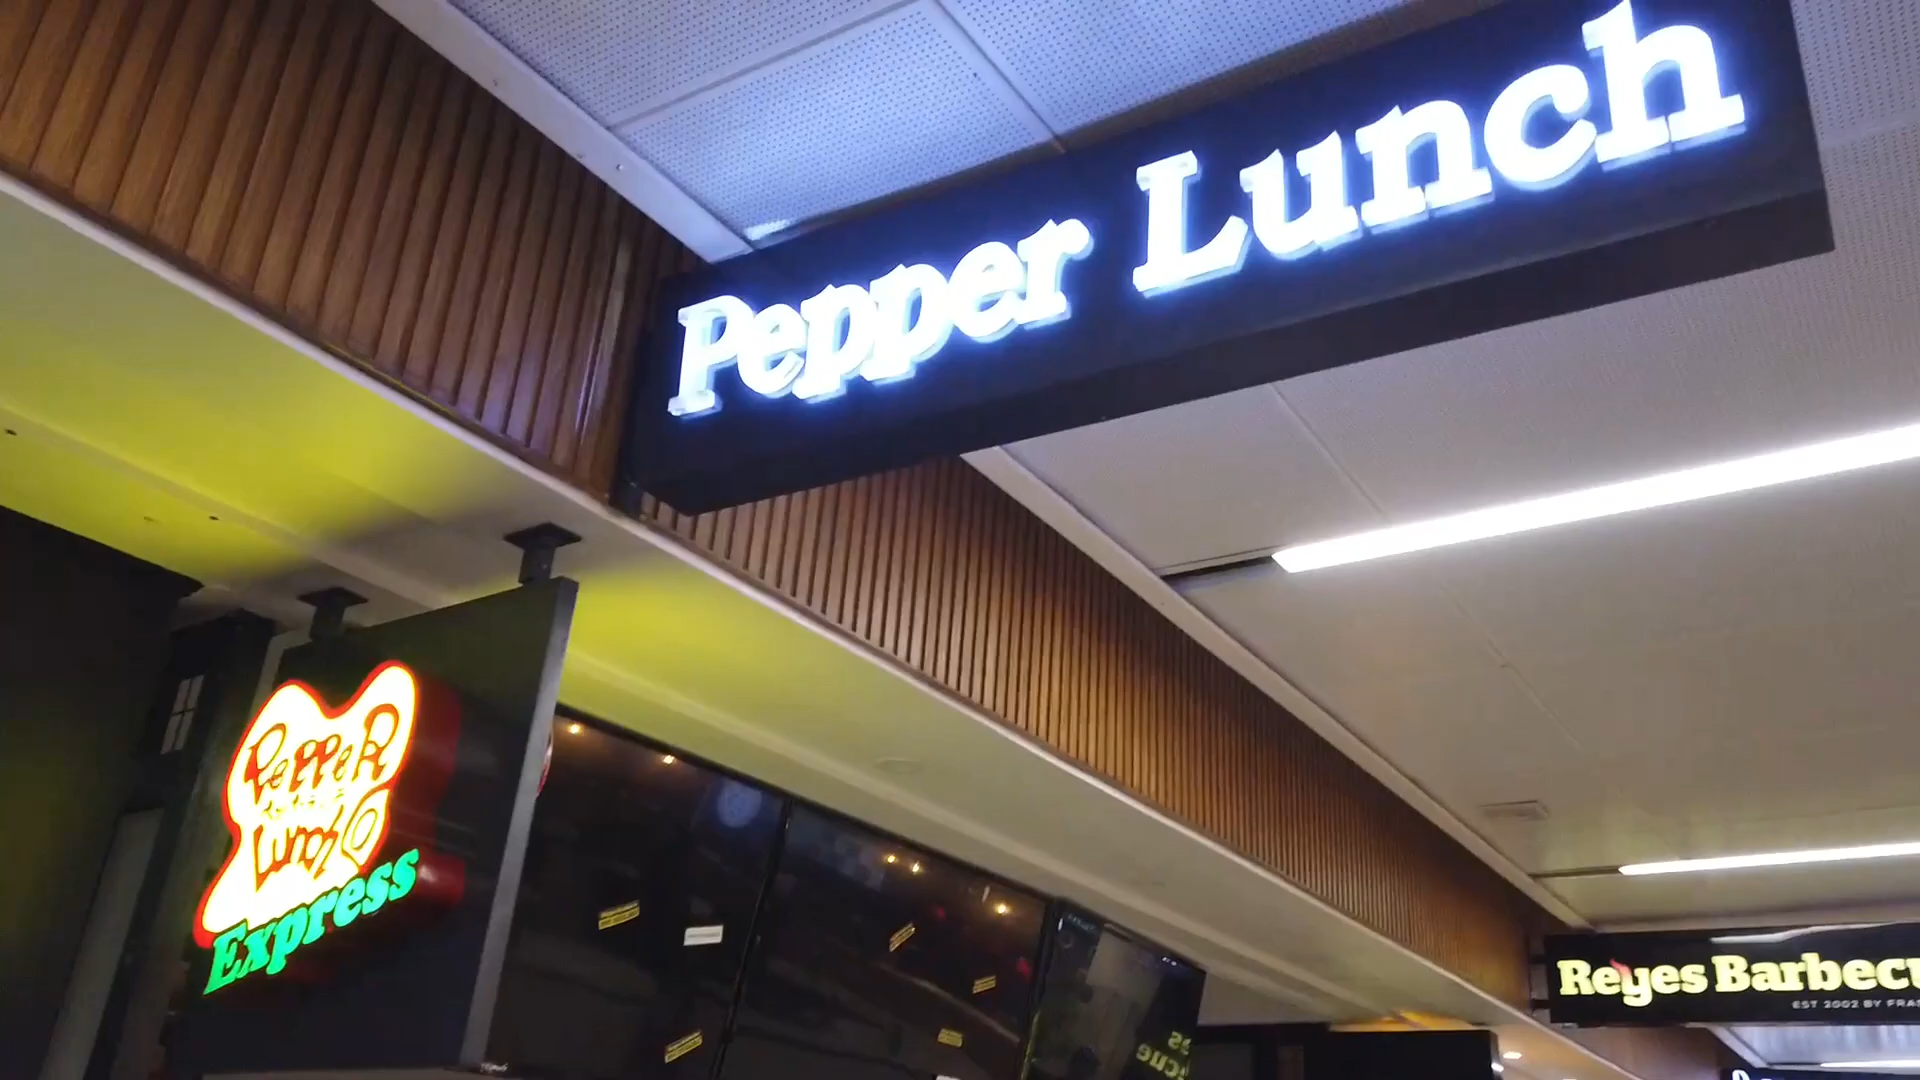 Pepper Lunch
PePPeR
Lunch
Express
Reyes Barbecu
EST 2002 BY FRA